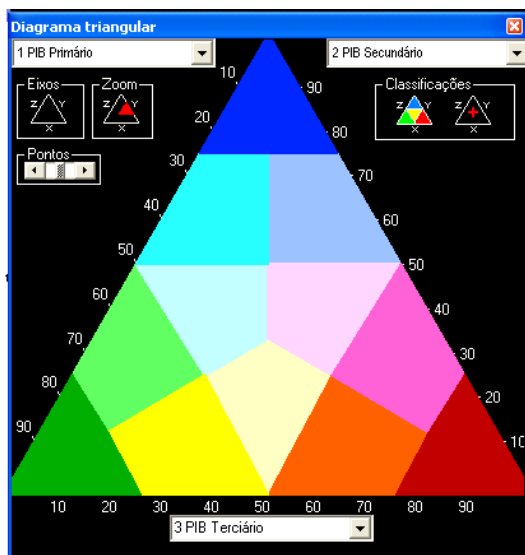 Diagrama triangular
1 PIB Primário
2 PIB Secundário
Eixos
Z Y
X
Zoom
Z Y
X
Classificações
Z Y
X
Z Y
X
Pontos
10
20
30
40
50
60
70
80
90
90
80
70
60
50
40
30
20
10
10 20 30 40 50 60 70 80 90
3 PIB Terciário